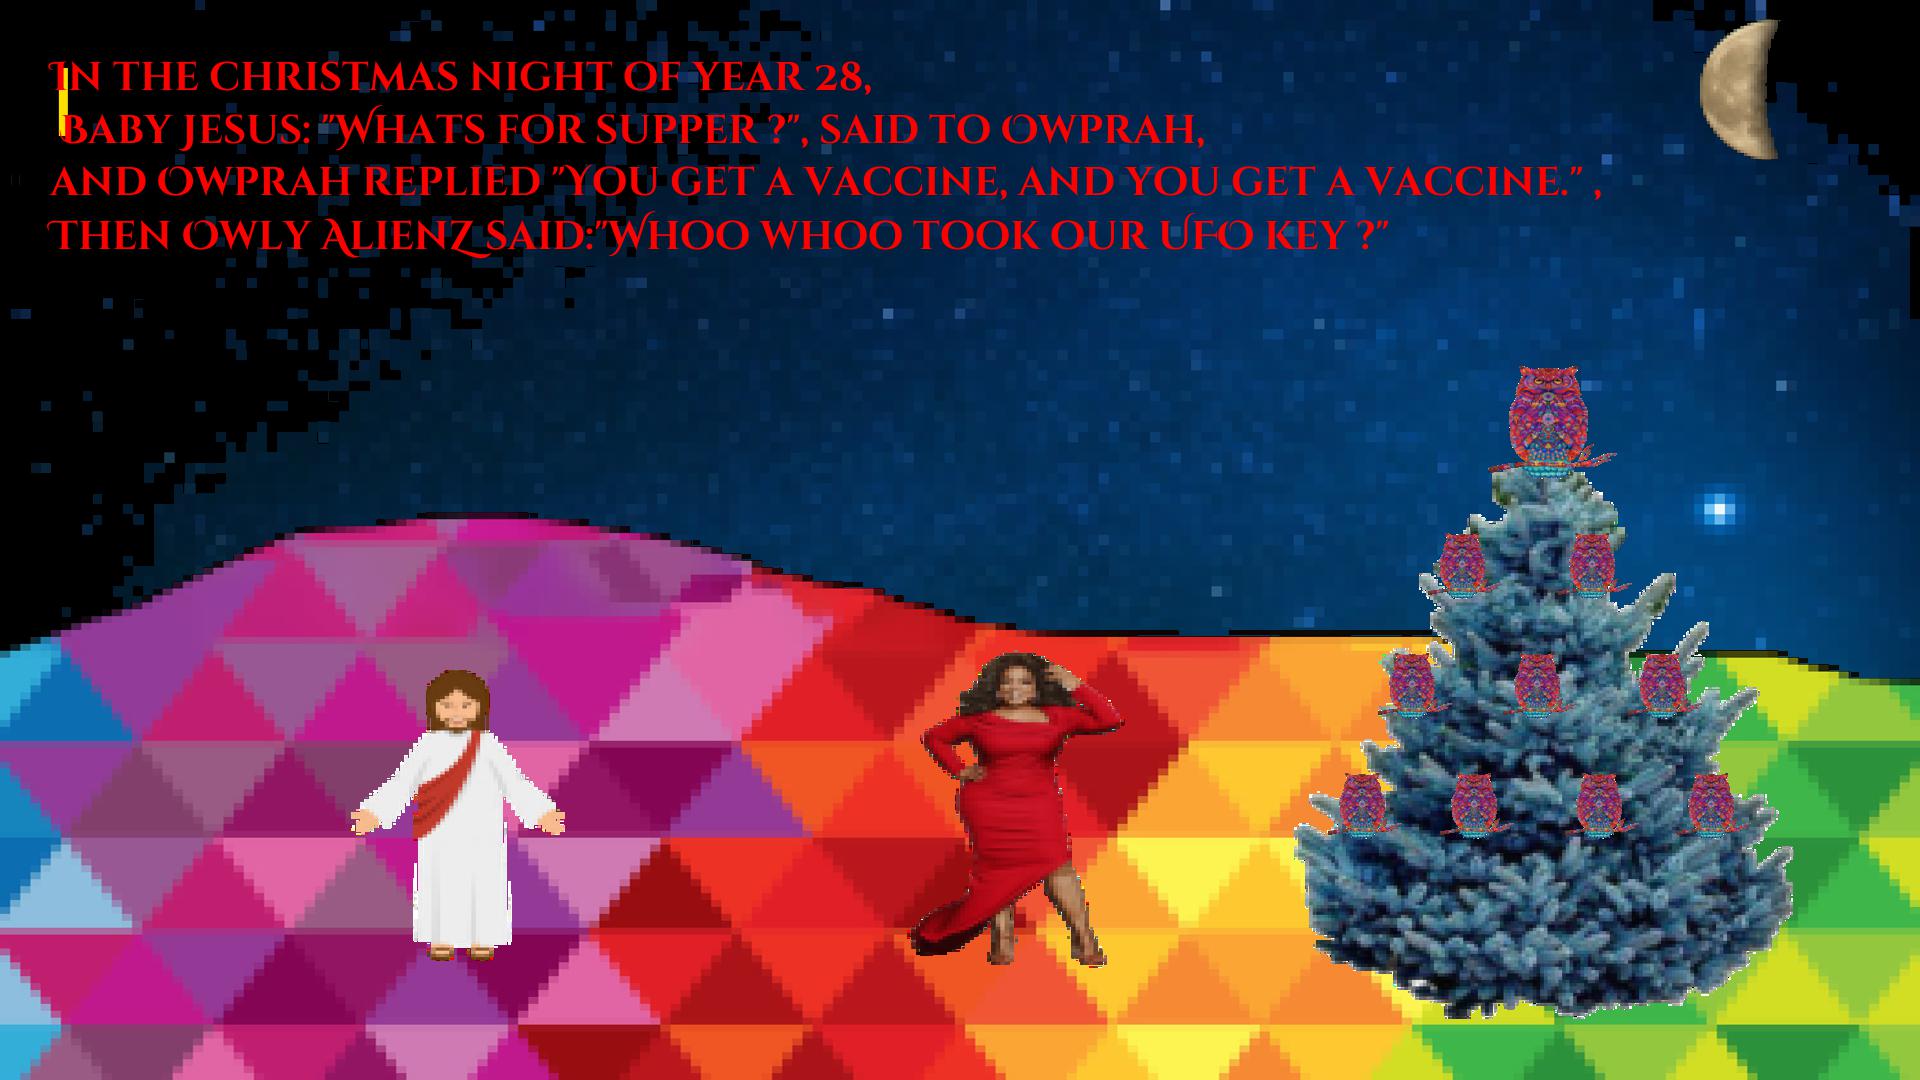 In the Christmas night of year 28,
Baby Jesus: "Whats for supper ?", said to Owprah,
and Owprah replied "You get a vaccine, and you get a vaccine." ,
Then Owly AlienZ said:"Whoo whoo took our UFO key ?"